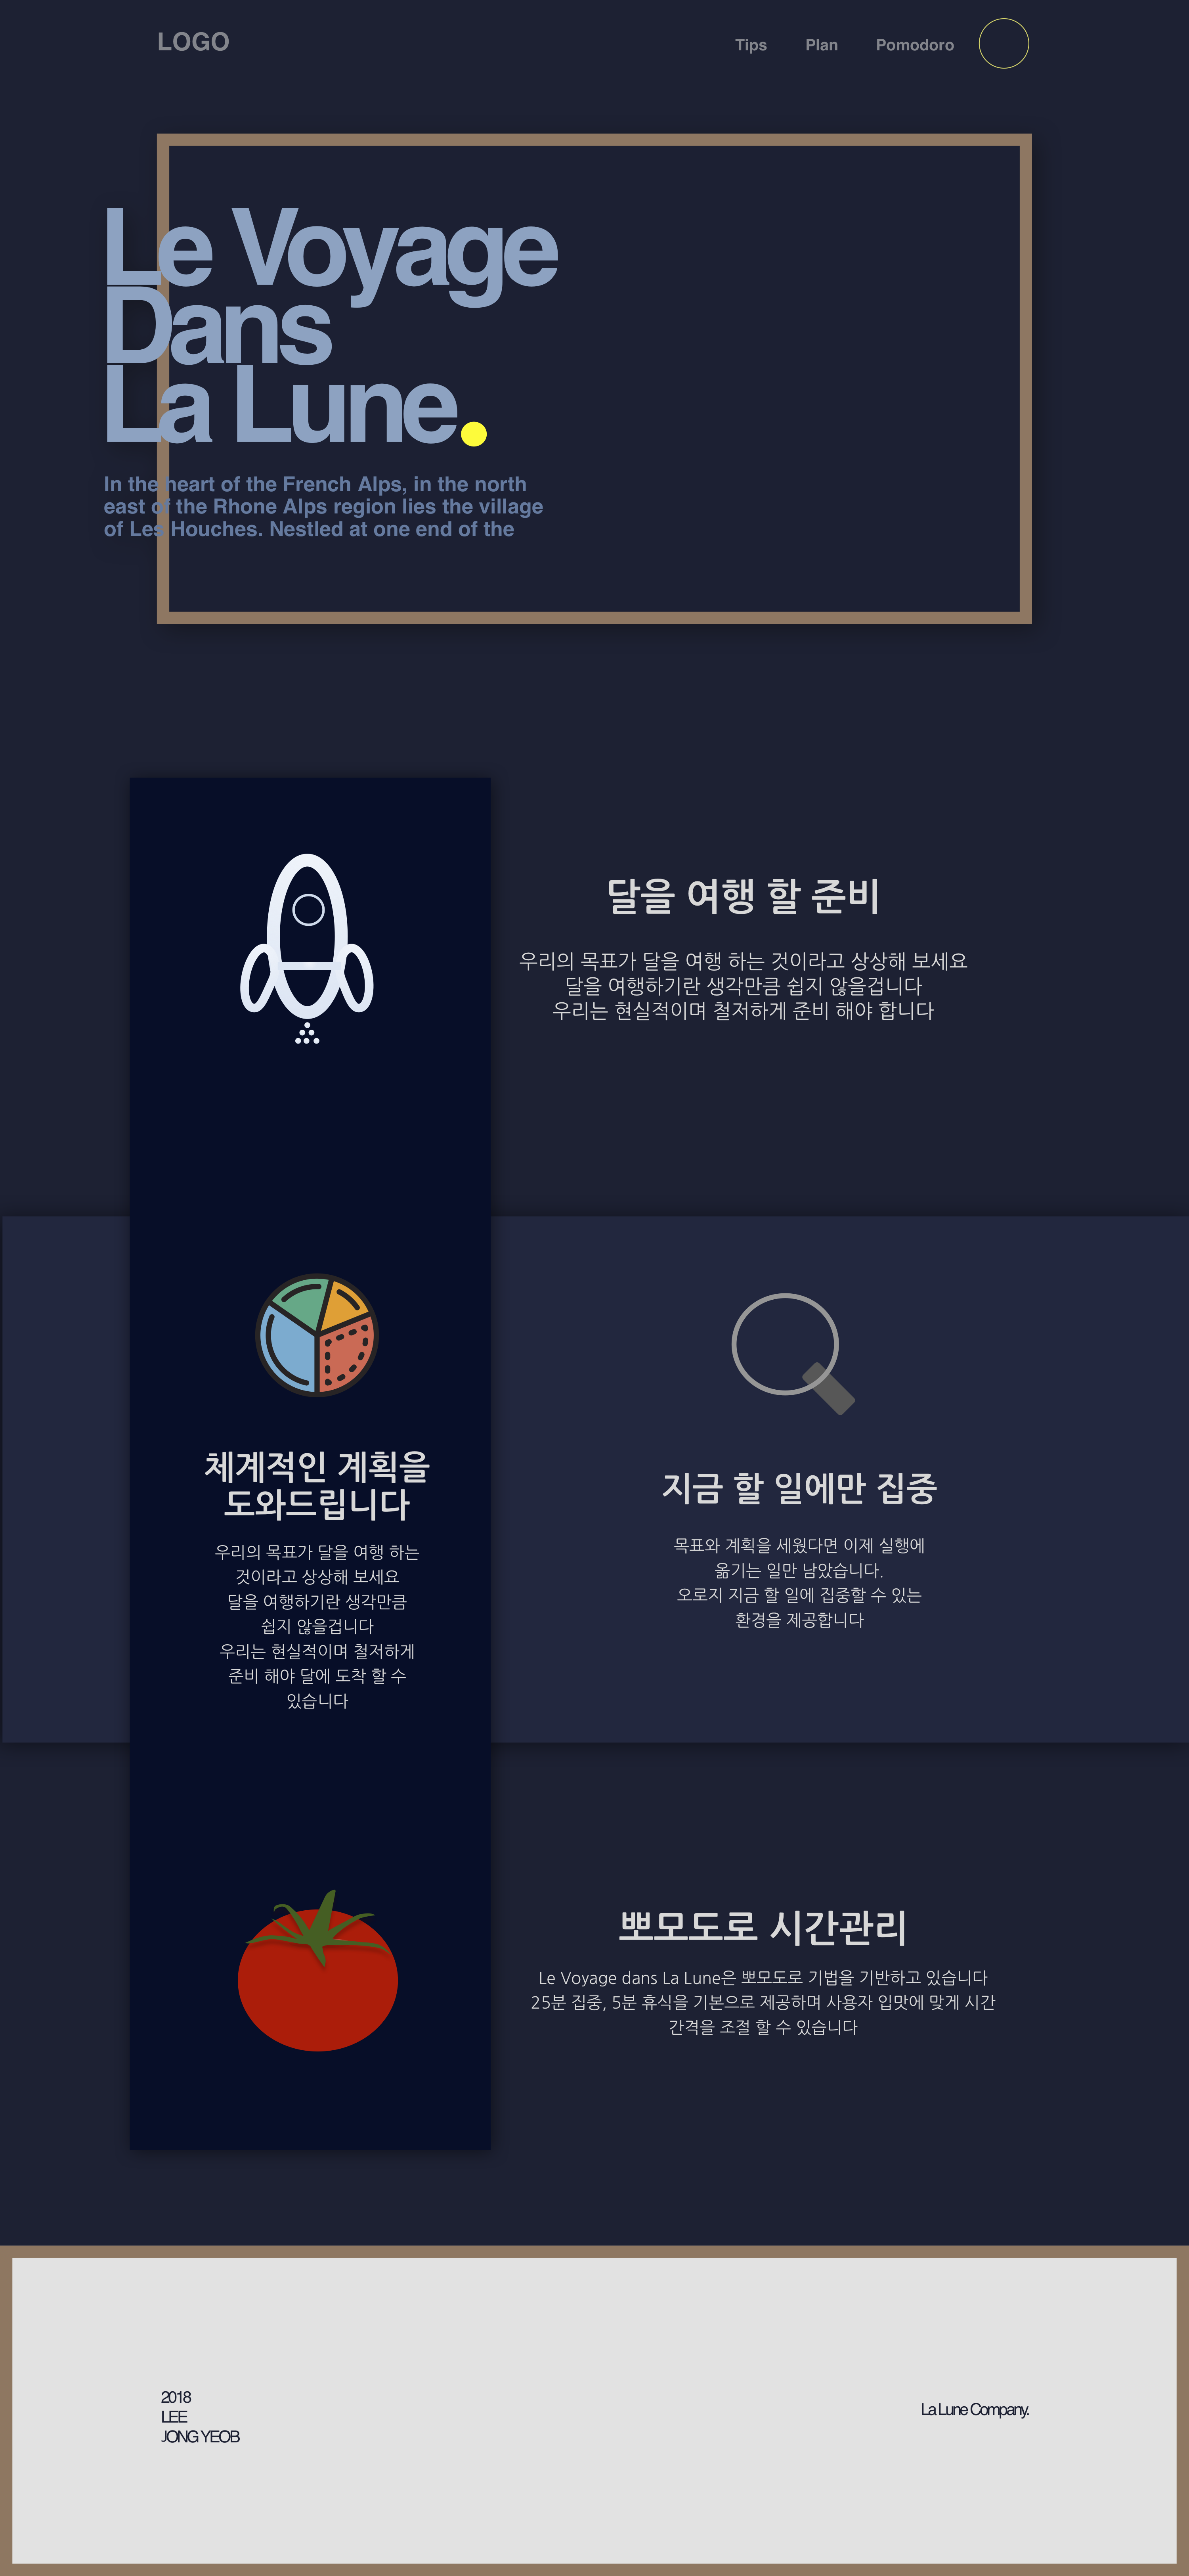 LOGO
Tips Plan Pomodoro
Le Voyage
Dans
La Lune.
In the heart of the French Alps, in the north
east of the Rhone Alps region lies the village
of Les Houches. Nestled at one end of the
달을 여행 할 준비
우리의 목표가 달을 여행 하는 것이라고 상상해 보세요
달을 여행하기란 생각만큼 쉽지 않을겁니다
우리는 현실적이며 철저하게 준비 해야 합니다
체계적인 계획을
도와드립니다
우리의 목표가 달을 여행 하는
것이라고 상상해 보세요
달을 여행하기란 생각만큼
쉽지 않을겁니다
우리는 현실적이며 철저하게
준비 해야 달에 도착 할 수
있습니다
지금 할 일에만 집중
목표와 계획을 세웠다면 이제 실행에
옮기는 일만 남았습니다.
오로지 지금 할 일에 집중할 수 있는
환경을 제공합니다
뽀모도로 시간관리
Le Voyage dans La Lune은 뽀모도로 기법을 기반하고 있습니다
25분 집중, 5분 휴식을 기본으로 제공하며 사용자 입맛에 맞게 시간
간격을 조절 할 수 있습니다
2018
LEE
JONG YEOB
La Lune Company.